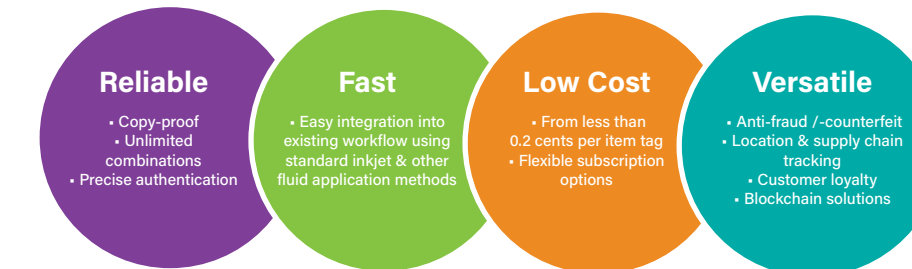 Reliable
▪ Copy-proof
▪ Unlimited
combinations
▪ Precise authentication
Fast
▪ Easy integration into
existing workflow using
standard inkjet & other
fluid application methods
Low Cost
▪ From less than
0.2 cents per item tag
▪ Flexible subscription
options
Versatile
▪ Anti-fraud /-counterfeit
▪ Location & supply chain
tracking
▪ Customer loyalty
▪ Blockchain solutions